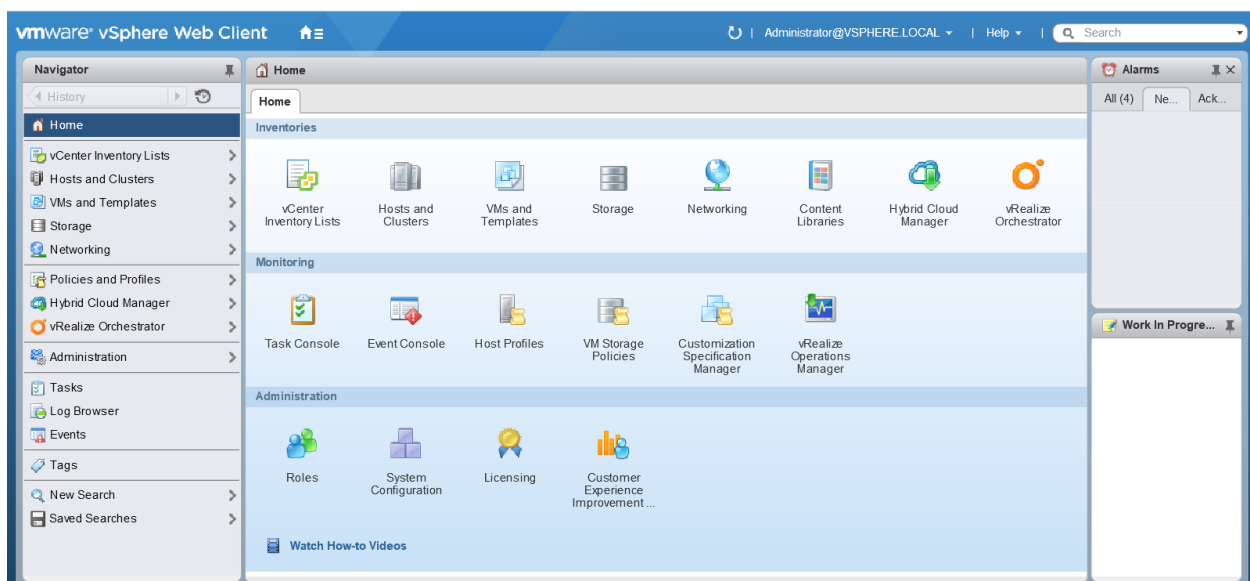 vmware® vSphere Web Client
Administrator@VSPHERE.LOCAL | Help | Search
Navigator
History
Home
vCenter Inventory Lists
Hosts and Clusters
VMs and Templates
Storage
Networking
Policies and Profiles
Hybrid Cloud Manager
vRealize Orchestrator
Administration
Tasks
Log Browser
Events
Tags
New Search
Saved Searches
Home
Home
Inventories
vCenter
Inventory Lists
Hosts and
Clusters
VMs and
Templates
Storage
Networking
Content
Libraries
Hybrid Cloud
Manager
vRealize
Orchestrator
Monitoring
Task Console
Event Console
Host Profiles
VM Storage
Policies
Customization
Specification
Manager
vRealize
Operations
Manager
Administration
Roles
System
Configuration
Licensing
Customer
Experience
Improvement ...
Watch How-to Videos
Alarms
All (4) Ne... Ack...
Work In Progre...